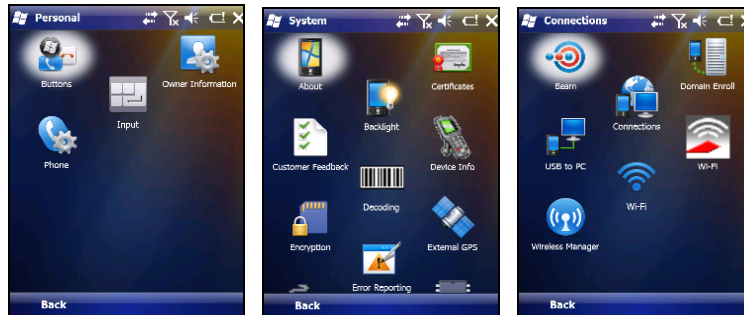 Personal
Buttons
Owner Information
Input
Phone
Back
System
About
Certificates
Backlight
Customer Feedback
Device Info
Decoding
Encryption
External GPS
Error Reporting
Back
Connections
Beam
Domain Enroll
Connections
USB to PC
Wi-Fi
Wi-Fi
Wireless Manager
Back